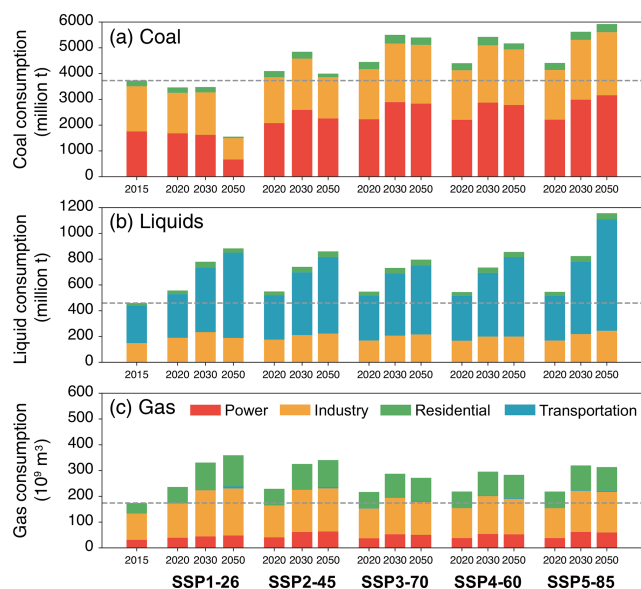 (a) Coal
Coal consumption
(million t)
6000
5000
4000
3000
2000
1000
0
2015 2020 2030 2050 2020 2030 2050 2020 2030 2050 2020 2030 2050 2020 2030 2050
(b) Liquids
Liquid consumption
(million t)
1200
1000
800
600
400
200
0
2015 2020 2030 2050 2020 2030 2050 2020 2030 2050 2020 2030 2050 2020 2030 2050
(c) Gas
Power Industry Residential Transportation
Gas consumption
(10⁹ m³)
600
500
400
300
200
100
0
2015 2020 2030 2050 2020 2030 2050 2020 2030 2050 2020 2030 2050 2020 2030 2050
SSP1-26 SSP2-45 SSP3-70 SSP4-60 SSP5-85